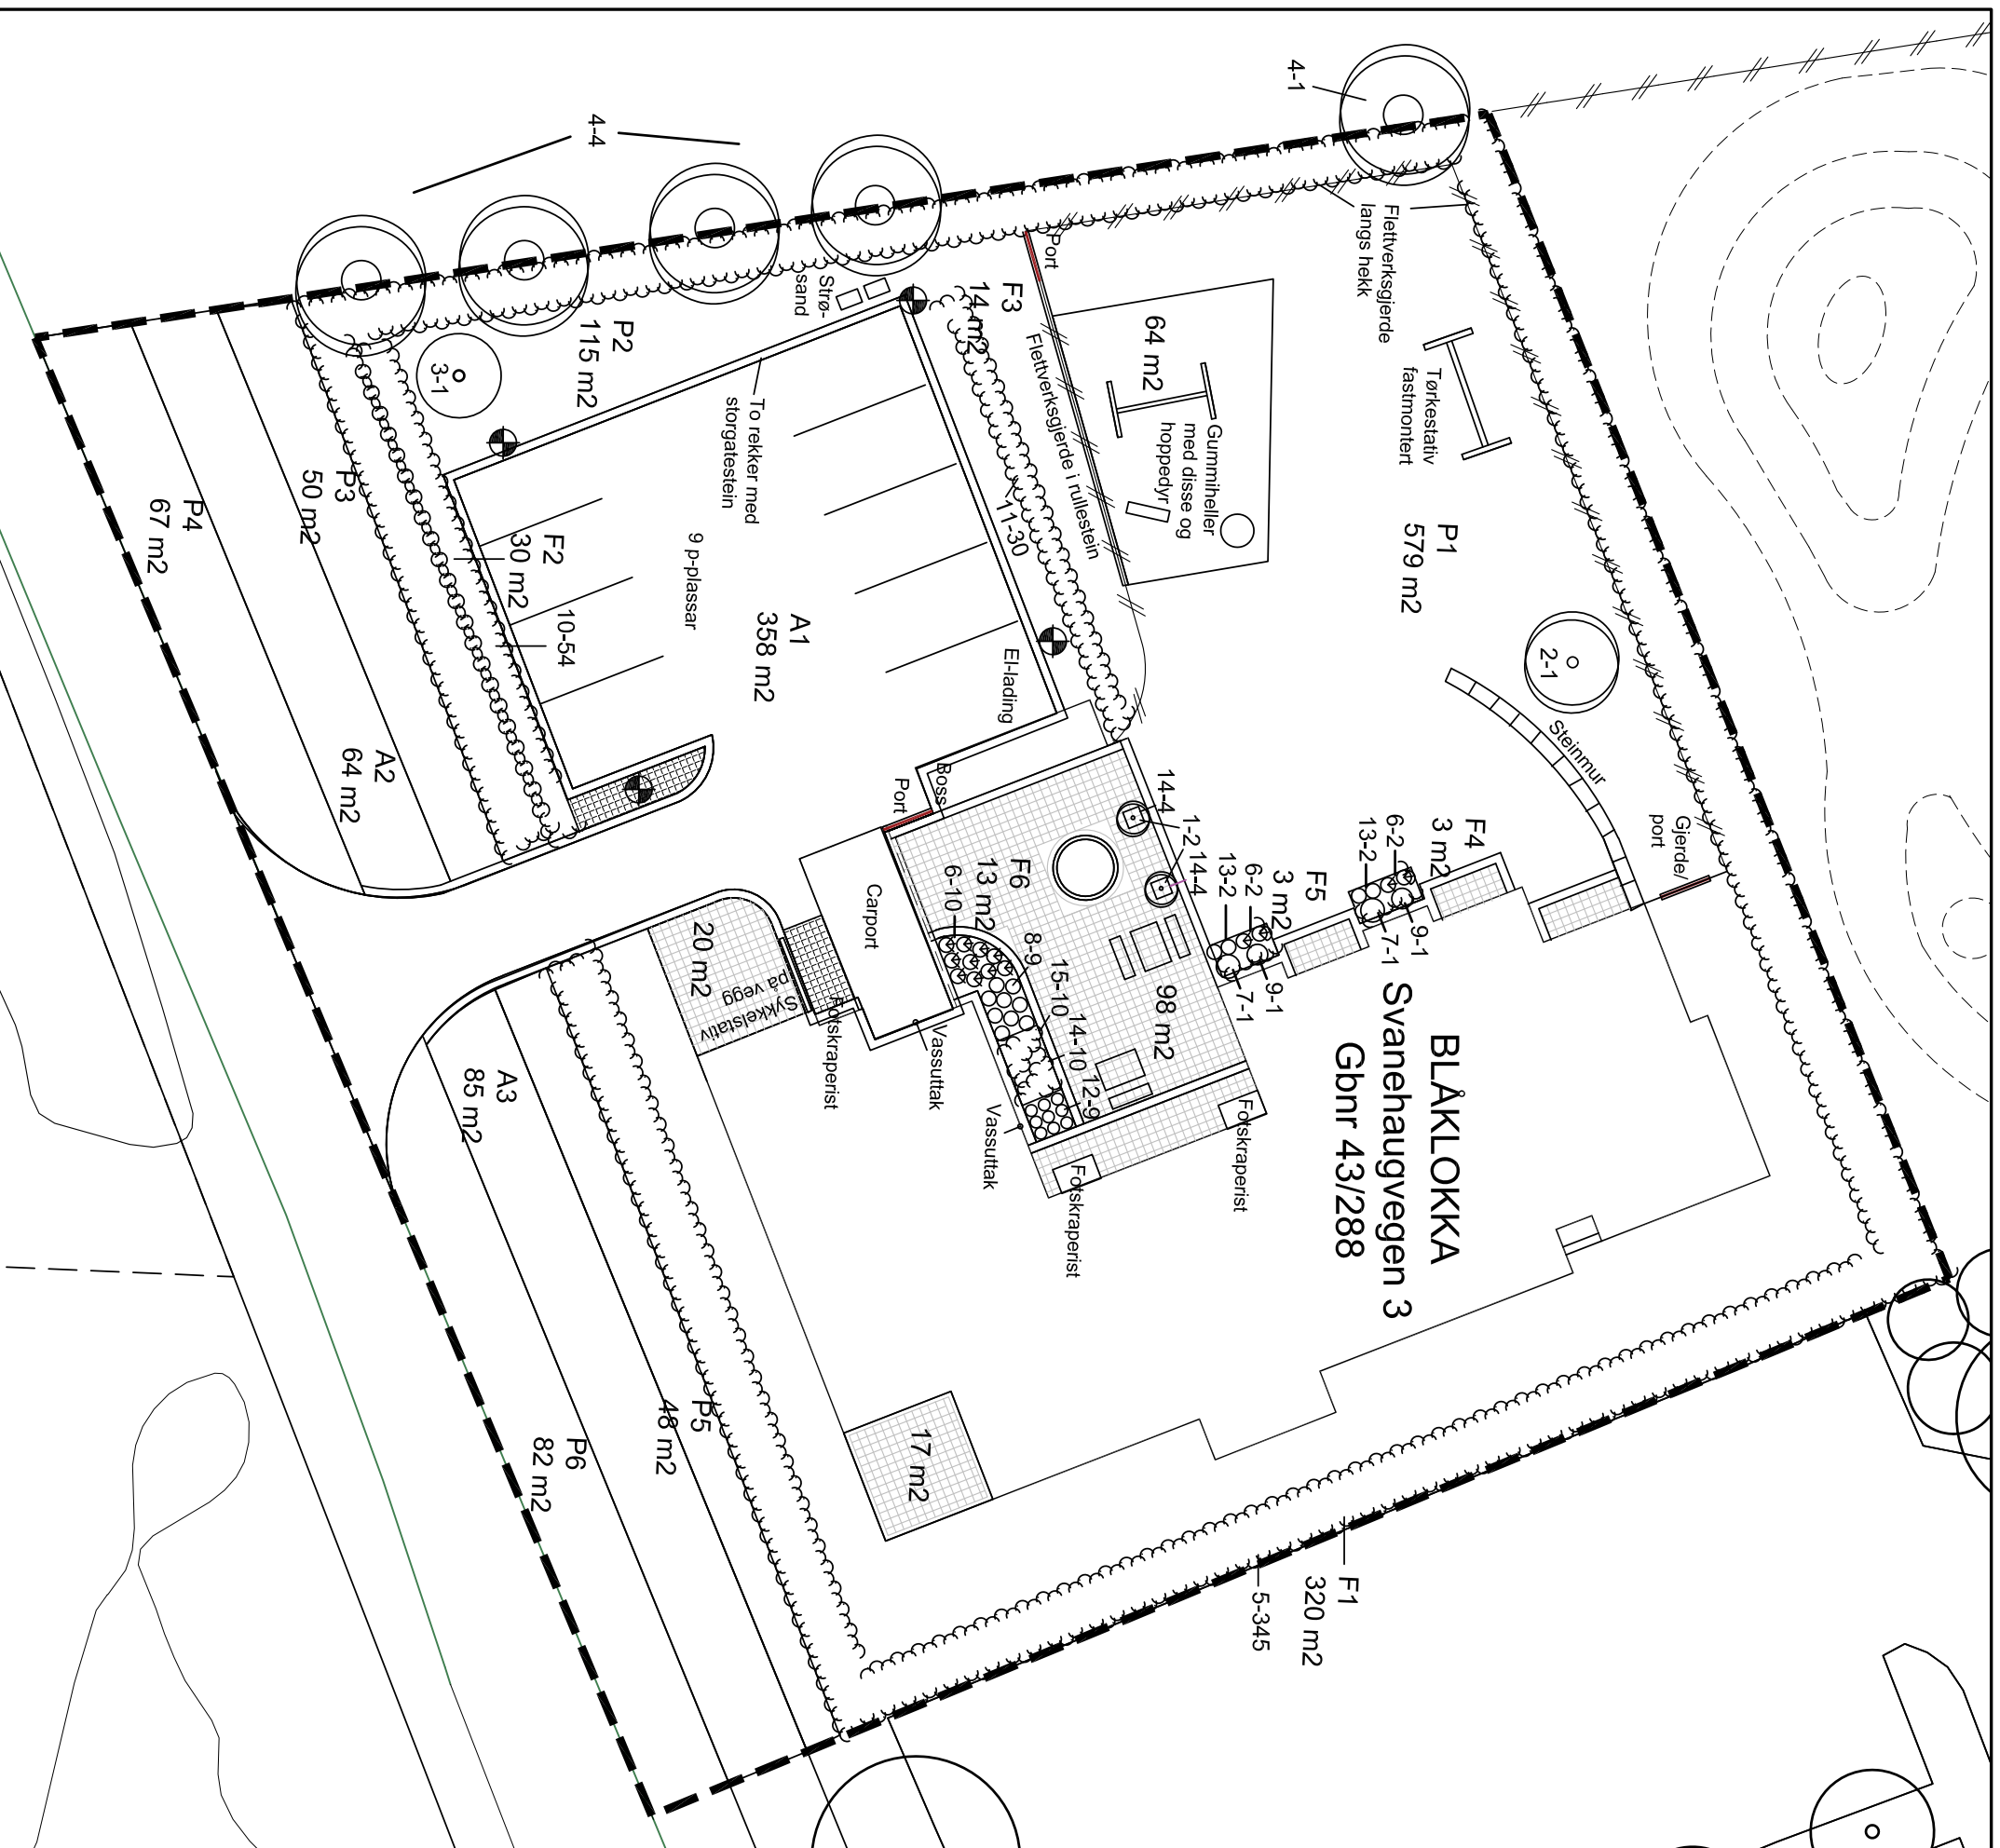 BLÅKLOKKA
Svanehaugvegen 3
Gbnr 43/288
4-1
4-4
Flettverksgjerde
langs hekk
Port
Strø-
sand
F3
14 m2
64 m2
Gummiheller
med disse og
hoppedyr
Tørkestativ
fastmontert
P1
579 m2
2-1
Steinmur
Gjerde/
port
Flettverksgjerde i rullestein
11-30
P2
115 m2
3-1
To rekker med
storgatestein
9 p-plassar
A1
358 m2
El-lading
F2
30 m2
10-54
P3
50 m2
P4
67 m2
A2
64 m2
Boss
Port
Carport
14-4
1-2
14-4
F4
3 m2
6-2
13-2
9-1
7-1
F5
3 m2
6-2
13-2
9-1
7-1
F6
13 m2
6-10
8-9
15-10
14-10
12-9
98 m2
20 m2
Sykkelstativ
på vegg
Fotskraperist
Vassuttak
Vassuttak
Fotskraperist
Fotskraperist
A3
85 m2
P5
48 m2
P6
82 m2
17 m2
F1
320 m2
5-345